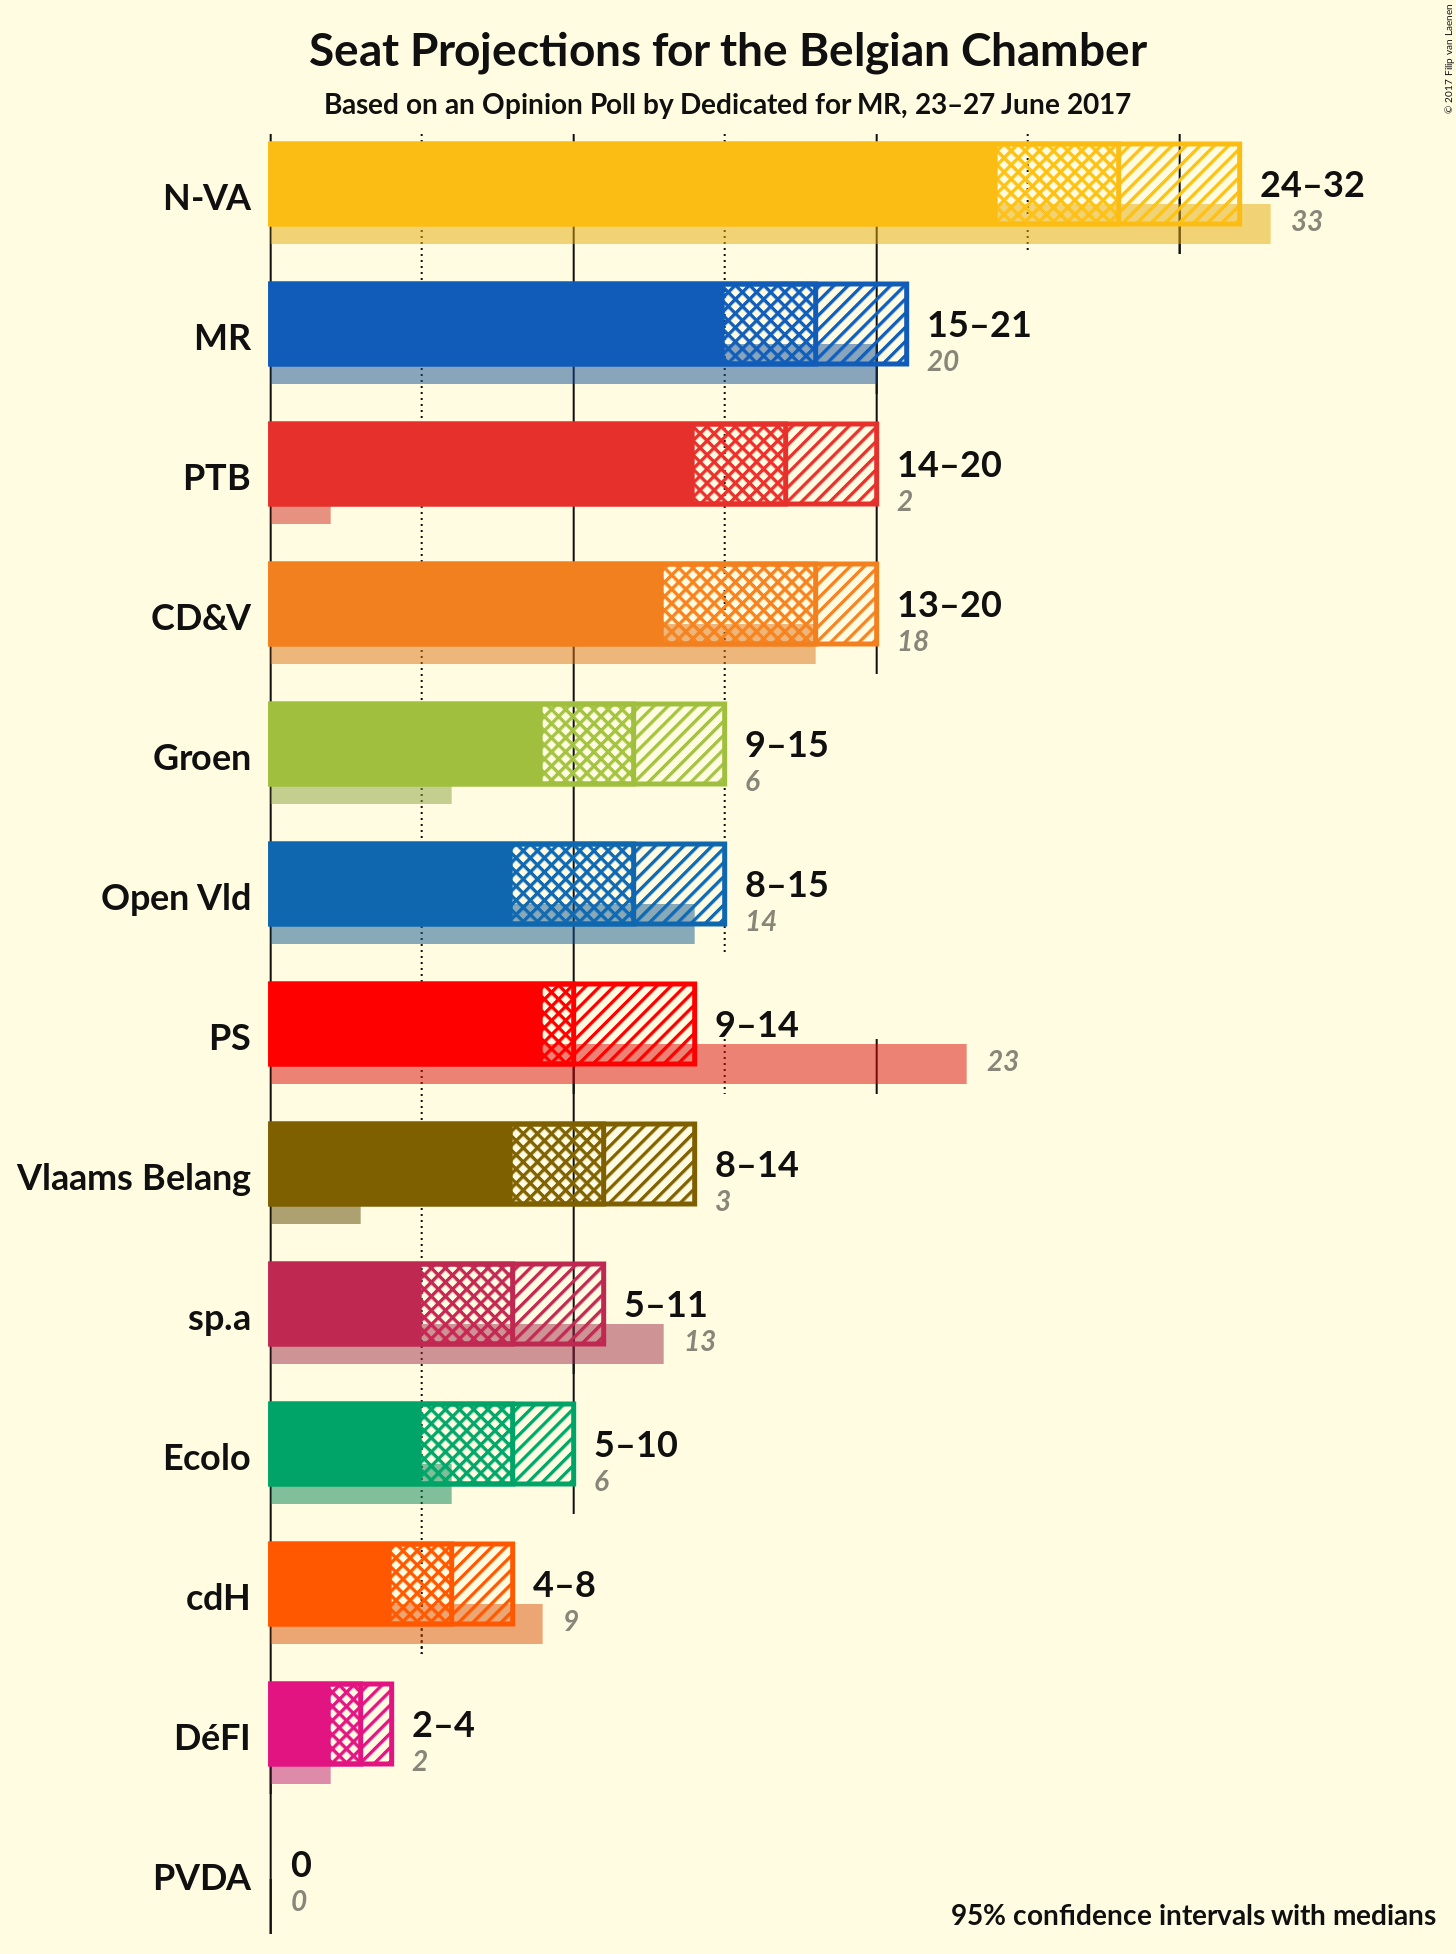 © 2017 Filip van Laenen
Seat Projections for the Belgian Chamber
Based on an Opinion Poll by Dedicated for MR, 23–27 June 2017
N-VA
24–32
33
MR
15–21
20
PTB
14–20
2
CD&V
13–20
18
Groen
9–15
6
Open Vld
8–15
14
PS
9–14
23
Vlaams Belang
8–14
3
sp.a
5–11
13
Ecolo
5–10
6
cdH
4–8
9
DéFI
2–4
2
PVDA
0
0
95% confidence intervals with medians